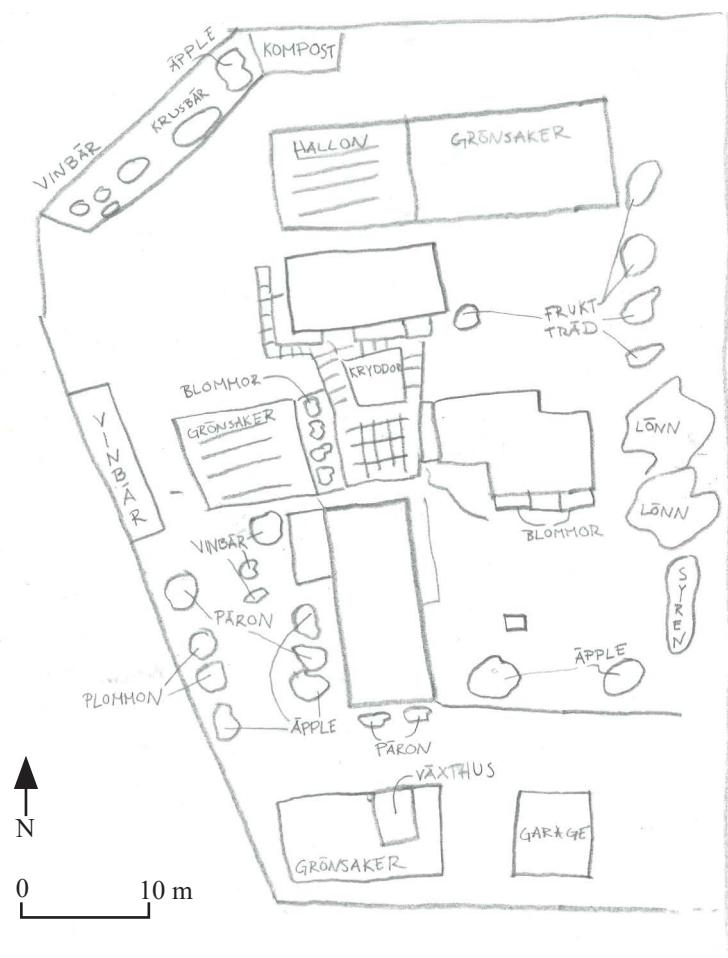 ÄPPLE
KOMPOST
KRUSBÄR
VINBÄR
HALLON
GRÖNSAKER
FRUKT
TRÄD
KRYDDOR
BLOMMOR
GRÖNSAKER
VINBÄR
LÖNN
LÖNN
BLOMMOR
VINBÄR
SYREN
PÄRON
ÄPPLE
PLOMMON
ÄPPLE
PÄRON
VÄXTHUS
N
GARAGE
GRÖNSAKER
0 10 m